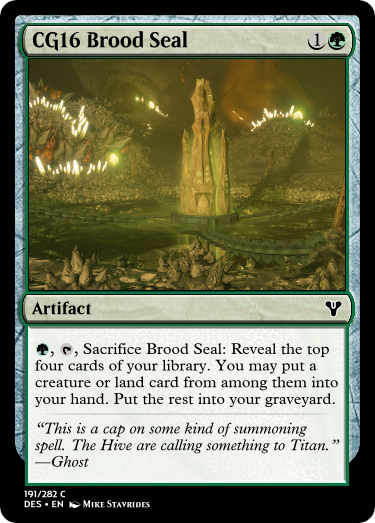 CG16 Brood Seal 1
Artifact
, , Sacrifice Brood Seal: Reveal the top
four cards of your library. You may put a
creature or land card from among them into
your hand. Put the rest into your graveyard.
“This is a cap on some kind of summoning
spell. The Hive are calling something to Titan.”
—Ghost
191/282 C
DES • EN Mike Stavrides